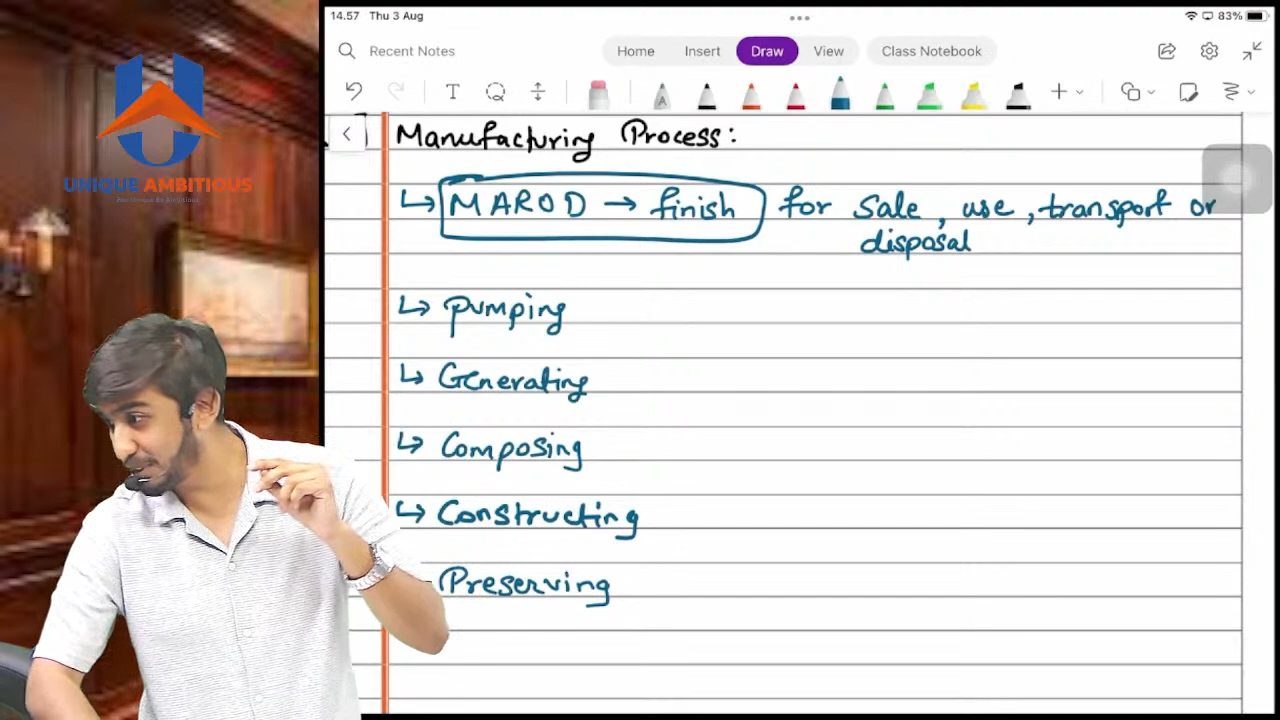 14.57 Thu 3 Aug
83%
Recent Notes
Home Insert Draw View Class Notebook
UNIQUE AMBITIOUS
Manufacturing Process:
↳ MAROD → finish for sale, use, transport or
disposal
↳ Pumping
↳ Generating
↳ Composing
↳ Constructing
Preserving